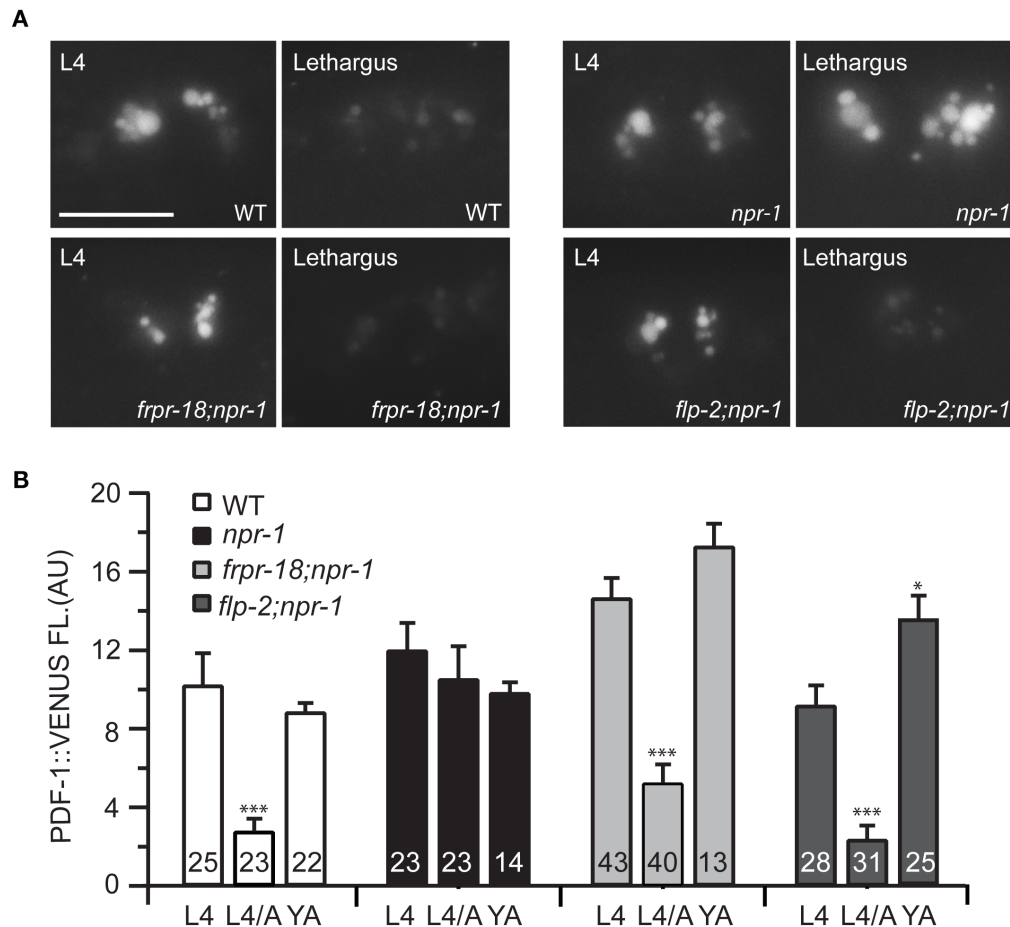 A
L4
Lethargus
L4
Lethargus
WT
WT
npr-1
npr-1
L4
Lethargus
L4
Lethargus
frpr-18;npr-1
frpr-18;npr-1
flp-2;npr-1
flp-2;npr-1
B
PDF-1::VENUS FL.(AU)
20
16
12
8
4
0
WT
npr-1
frpr-18;npr-1
flp-2;npr-1
***
***
***
*
25 23 22 23 23 14 43 40 13 28 31 25
L4 L4/A YA L4 L4/A YA L4 L4/A YA L4 L4/A YA